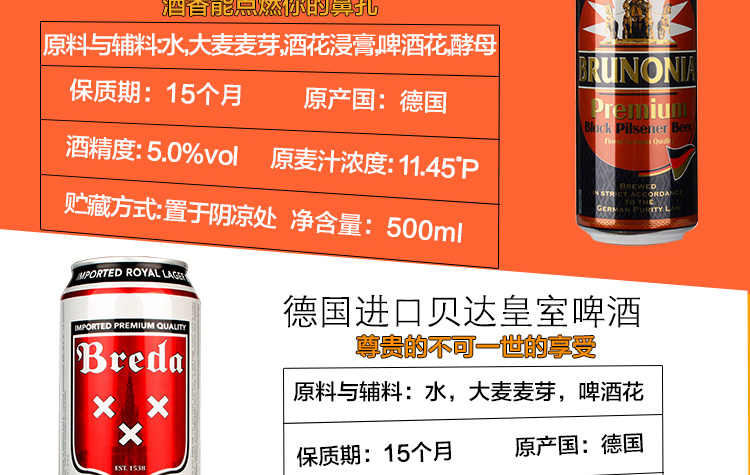 酒香能点燃你的鼻孔
原料与辅料:水,大麦麦芽,酒花浸膏,啤酒花,酵母
保质期：15个月 原产国：德国
酒精度: 5.0%vol 原麦汁浓度: 11.45°P
贮藏方式: 置于阴凉处 净含量：500ml
BRUNONIA
Premium
Black Pilsener Beer
BREWED
IN STRICT ACCORDANCE
TO THE
GERMAN PURITY LAW
IMPORTED ROYAL LAGER
IMPORTED PREMIUM QUALITY
Breda
EST. 1538
德国进口贝达皇室啤酒
尊贵的不可一世的享受
原料与辅料：水，大麦麦芽，啤酒花
保质期：15个月 原产国：德国